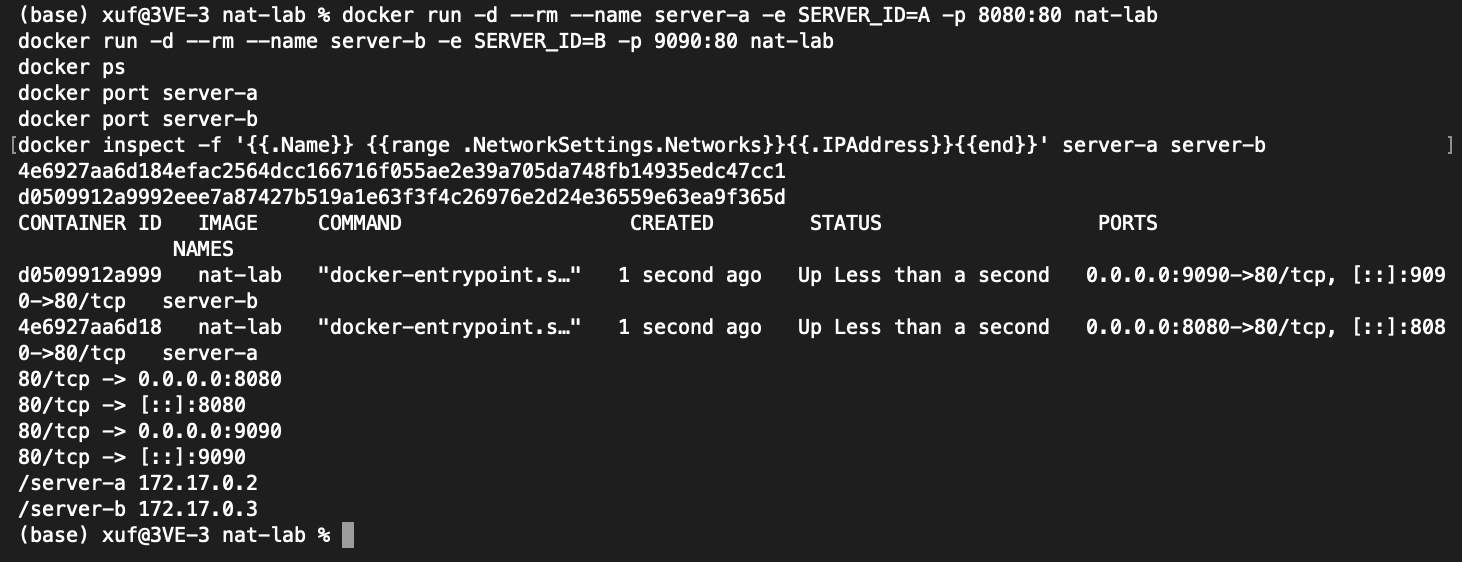 (base) xuf@3VE-3 nat-lab % docker run -d --rm --name server-a -e SERVER_ID=A -p 8080:80 nat-lab
docker run -d --rm --name server-b -e SERVER_ID=B -p 9090:80 nat-lab
docker ps
docker port server-a
docker port server-b
[docker inspect -f '{{.Name}} {{range .NetworkSettings.Networks}}{{.IPAddress}}{{end}}' server-a server-b ]
4e6927aa6d184efac2564dcc166716f055ae2e39a705da748fb14935edc47cc1
d0509912a9992eee7a87427b519a1e63f3f4c26976e2d24e36559e63ea9f365d
CONTAINER ID   IMAGE     COMMAND                   CREATED        STATUS                  PORTS
             NAMES
d0509912a999   nat-lab   "docker-entrypoint.s…"   1 second ago   Up Less than a second   0.0.0.0:9090->80/tcp, [::]:909
0->80/tcp   server-b
4e6927aa6d18   nat-lab   "docker-entrypoint.s…"   1 second ago   Up Less than a second   0.0.0.0:8080->80/tcp, [::]:808
0->80/tcp   server-a
80/tcp -> 0.0.0.0:8080
80/tcp -> [::]:8080
80/tcp -> 0.0.0.0:9090
80/tcp -> [::]:9090
/server-a 172.17.0.2
/server-b 172.17.0.3
(base) xuf@3VE-3 nat-lab %